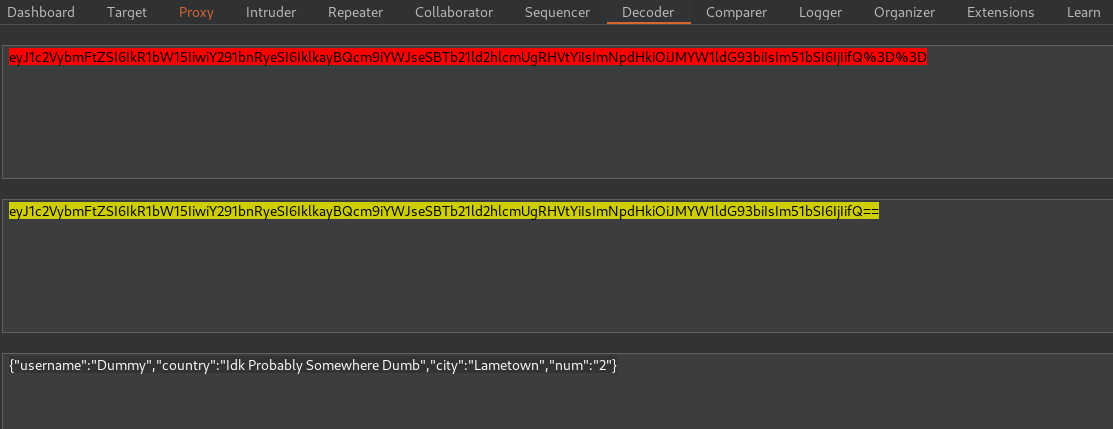 Dashboard Target Proxy Intruder Repeater Collaborator Sequencer Decoder Comparer Logger Organizer Extensions Learn
eyJ1c2VybmFtZSI6IkR1bW15IiwiY291bnRyeSI6IklkayBQcm9iYWJseSBTb21ld2hlcmUgRHVtYiIsImNpdHkiOiJMYW1ldG93biIsIm51bSI6IjIifQ%3D%3D
eyJ1c2VybmFtZSI6IkR1bW15IiwiY291bnRyeSI6IklkayBQcm9iYWJseSBTb21ld2hlcmUgRHVtYiIsImNpdHkiOiJMYW1ldG93biIsIm51bSI6IjIifQ==
{"username":"Dummy","country":"Idk Probably Somewhere Dumb","city":"Lametown","num":"2"}